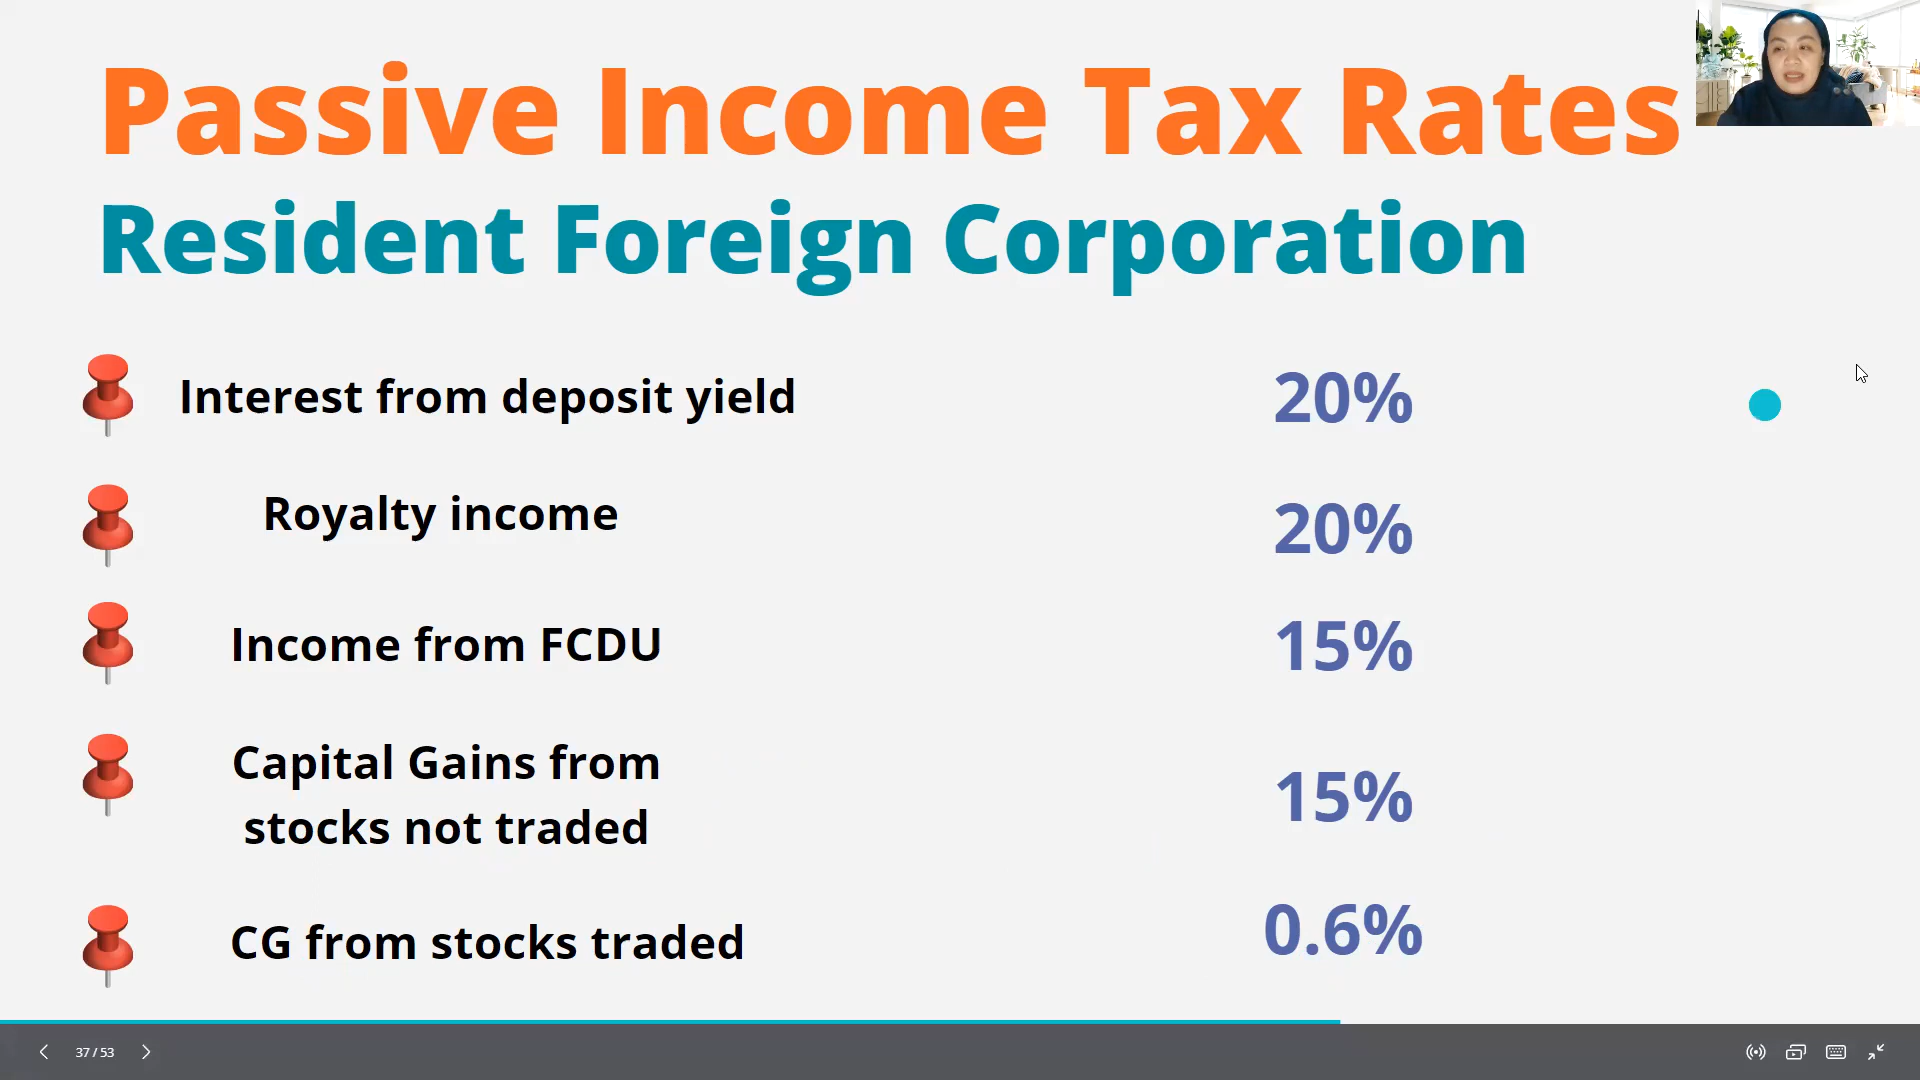 Passive Income Tax Rates
Resident Foreign Corporation
Interest from deposit yield 20%
Royalty income 20%
Income from FCDU 15%
Capital Gains from
stocks not traded 15%
CG from stocks traded 0.6%
37 / 53